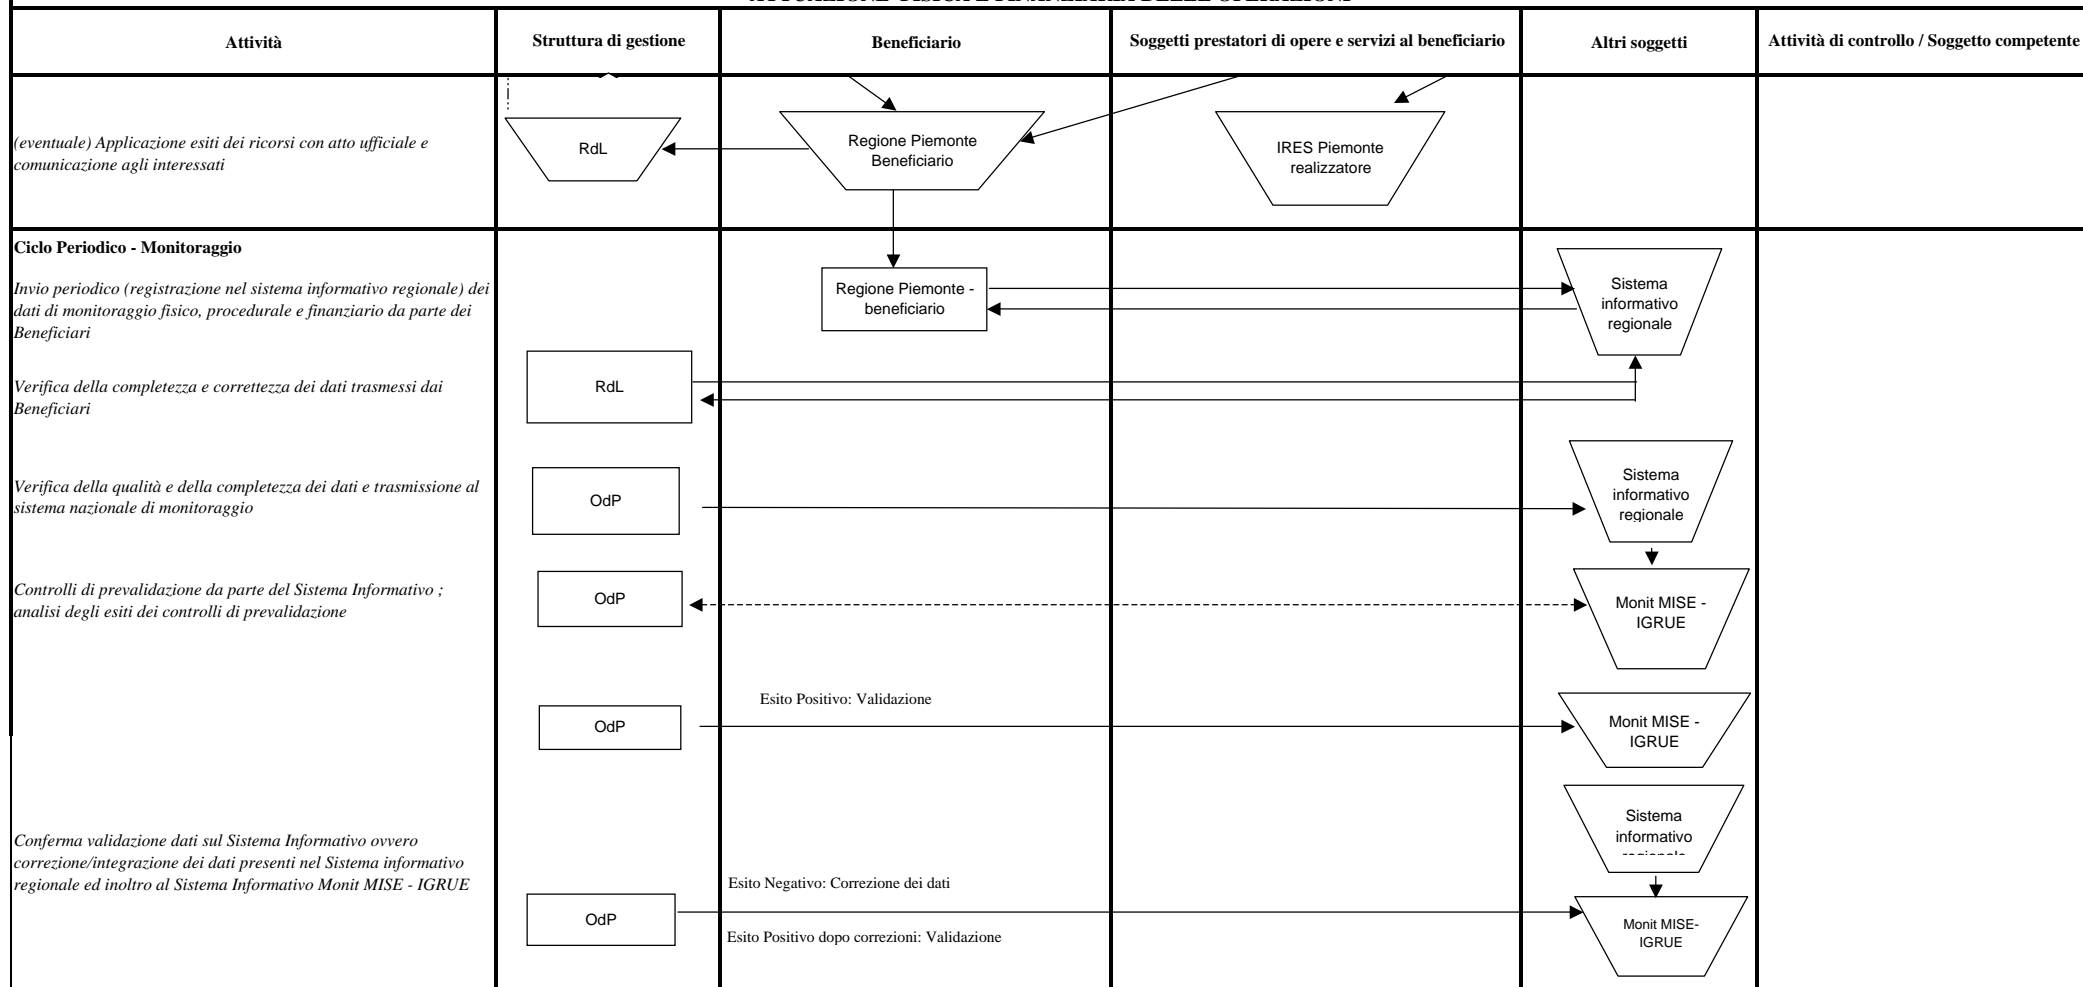 Attività
Struttura di gestione
Beneficiario
Soggetti prestatori di opere e servizi al beneficiario
Altri soggetti
Attività di controllo / Soggetto competente
(eventuale) Applicazione esiti dei ricorsi con atto ufficiale e
comunicazione agli interessati
RdL
Regione Piemonte
Beneficiario
IRES Piemonte
realizzatore
Ciclo Periodico - Monitoraggio
Invio periodico (registrazione nel sistema informativo regionale) dei
dati di monitoraggio fisico, procedurale e finanziario da parte dei
Beneficiari
Regione Piemonte -
beneficiario
Sistema
informativo
regionale
Verifica della completezza e correttezza dei dati trasmessi dai
Beneficiari
RdL
Verifica della qualità e della completezza dei dati e trasmissione al
sistema nazionale di monitoraggio
OdP
Sistema
informativo
regionale
Controlli di prevalidazione da parte del Sistema Informativo ;
analisi degli esiti dei controlli di prevalidazione
OdP
Monit MISE -
IGRUE
Esito Positivo: Validazione
OdP
Monit MISE -
IGRUE
Sistema
informativo
Conferma validazione dati sul Sistema Informativo ovvero
correzione/integrazione dei dati presenti nel Sistema informativo
regionale ed inoltro al Sistema Informativo Monit MISE - IGRUE
Esito Negativo: Correzione dei dati
OdP
Monit MISE-
IGRUE
Esito Positivo dopo correzioni: Validazione